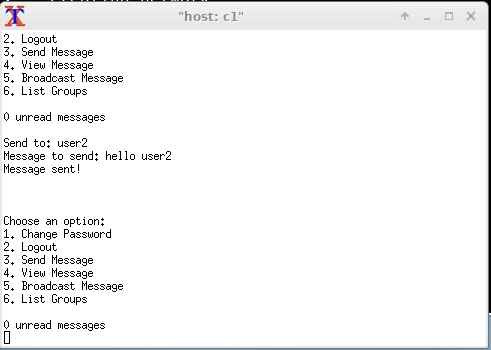 "host: c1"
2. Logout
3. Send Message
4. View Message
5. Broadcast Message
6. List Groups
0 unread messages
Send to: user2
Message to send: hello user2
Message sent!
Choose an option:
1. Change Password
2. Logout
3. Send Message
4. View Message
5. Broadcast Message
6. List Groups
0 unread messages